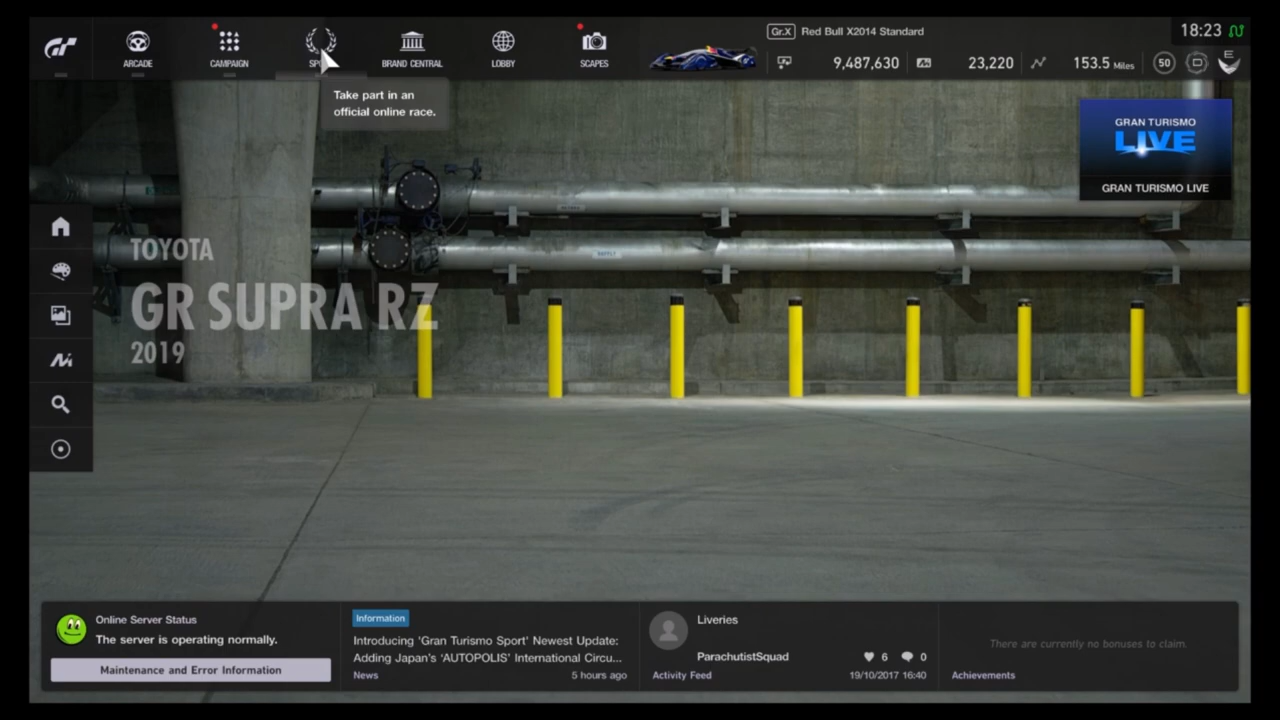 Gr.X Red Bull X2014 Standard
18:23
ARCADE
CAMPAIGN
SP
BRAND CENTRAL
LOBBY
SCAPES
9,487,630
23,220
153.5 Miles
50
D
E
Take part in an
official online race.
GRAN TURISMO
LIVE
GRAN TURISMO LIVE
TOYOTA
GR SUPRA RZ
2019
Online Server Status
The server is operating normally.
Maintenance and Error Information
Information
Introducing 'Gran Turismo Sport' Newest Update:
Adding Japan's 'AUTOPOLIS' International Circu...
News
5 hours ago
Liveries
ParachutistSquad
6
0
Activity Feed
19/10/2017 16:40
There are currently no bonuses to claim.
Achievements